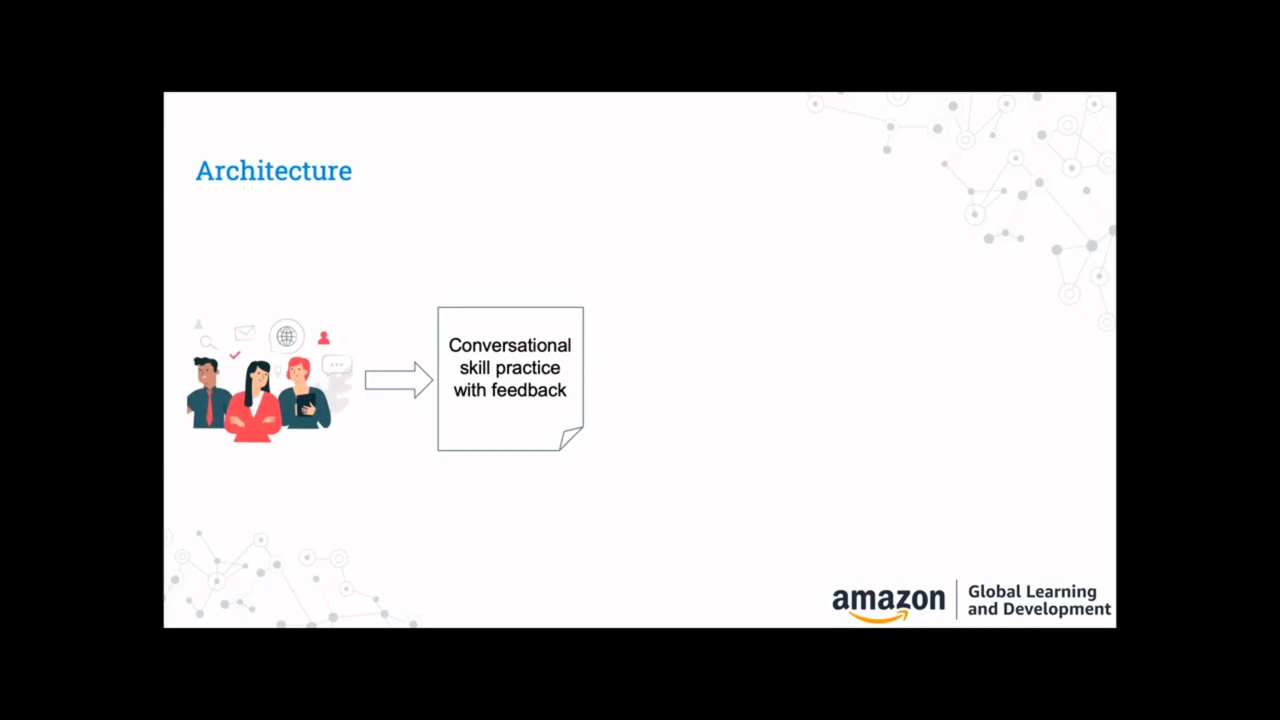 Architecture
Conversational
skill practice
with feedback
amazon
Global Learning
and Development